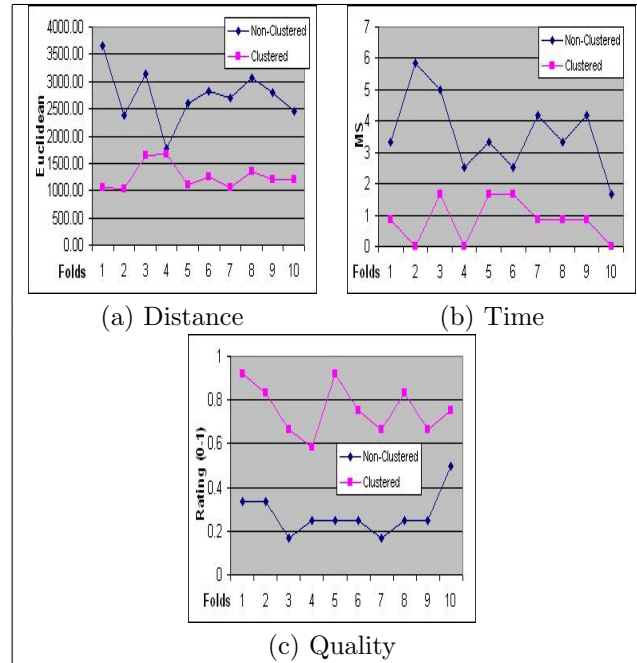 4000.00
3500.00
3000.00
2500.00
2000.00
1500.00
1000.00
500.00
0.00
Euclidean
Non-Clustered
Clustered
Folds 1 2 3 4 5 6 7 8 9 10
(a) Distance
7
6
5
4
3
2
1
0
MS
Non-Clustered
Clustered
Folds 1 2 3 4 5 6 7 8 9 10
(b) Time
1
0.8
0.6
0.4
0.2
0
Rating (0-1)
Non-Clustered
Clustered
Folds 1 2 3 4 5 6 7 8 9 10
(c) Quality